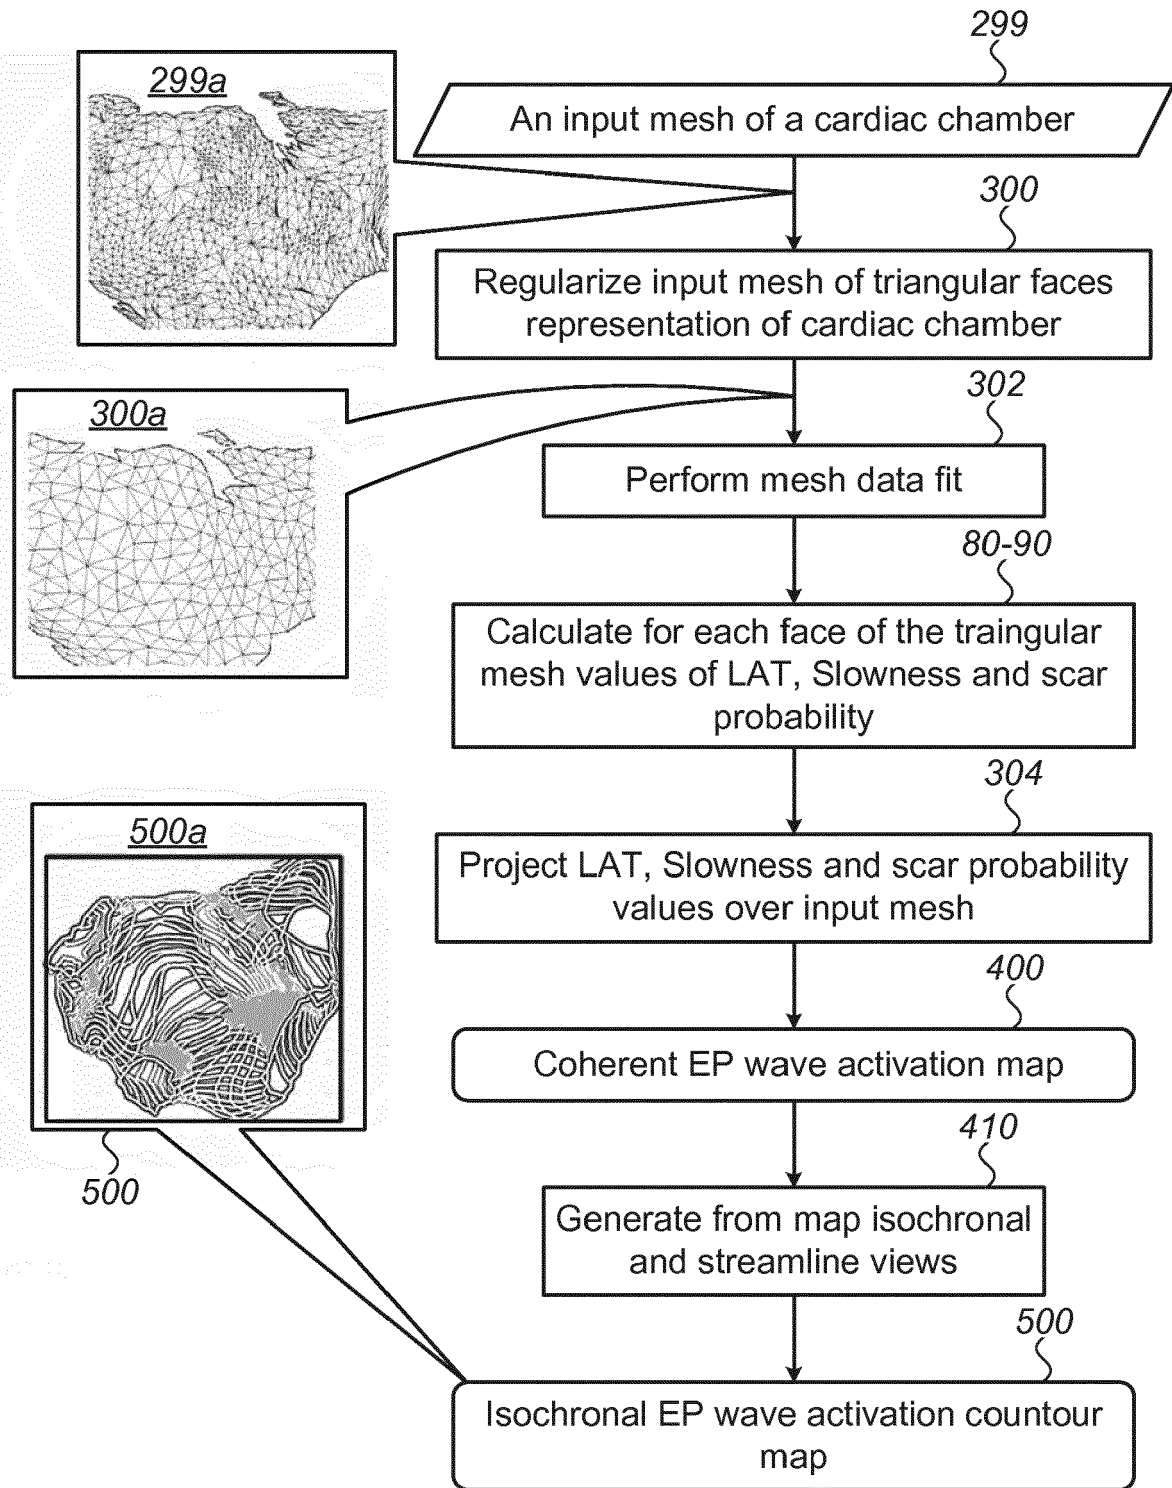 299
299a
An input mesh of a cardiac chamber
300
Regularize input mesh of triangular faces
representation of cardiac chamber
302
300a
Perform mesh data fit
80-90
Calculate for each face of the traingular
mesh values of LAT, Slowness and scar
probability
304
500a
Project LAT, Slowness and scar probability
values over input mesh
400
Coherent EP wave activation map
410
500
Generate from map isochronal
and streamline views
500
Isochronal EP wave activation countour
map